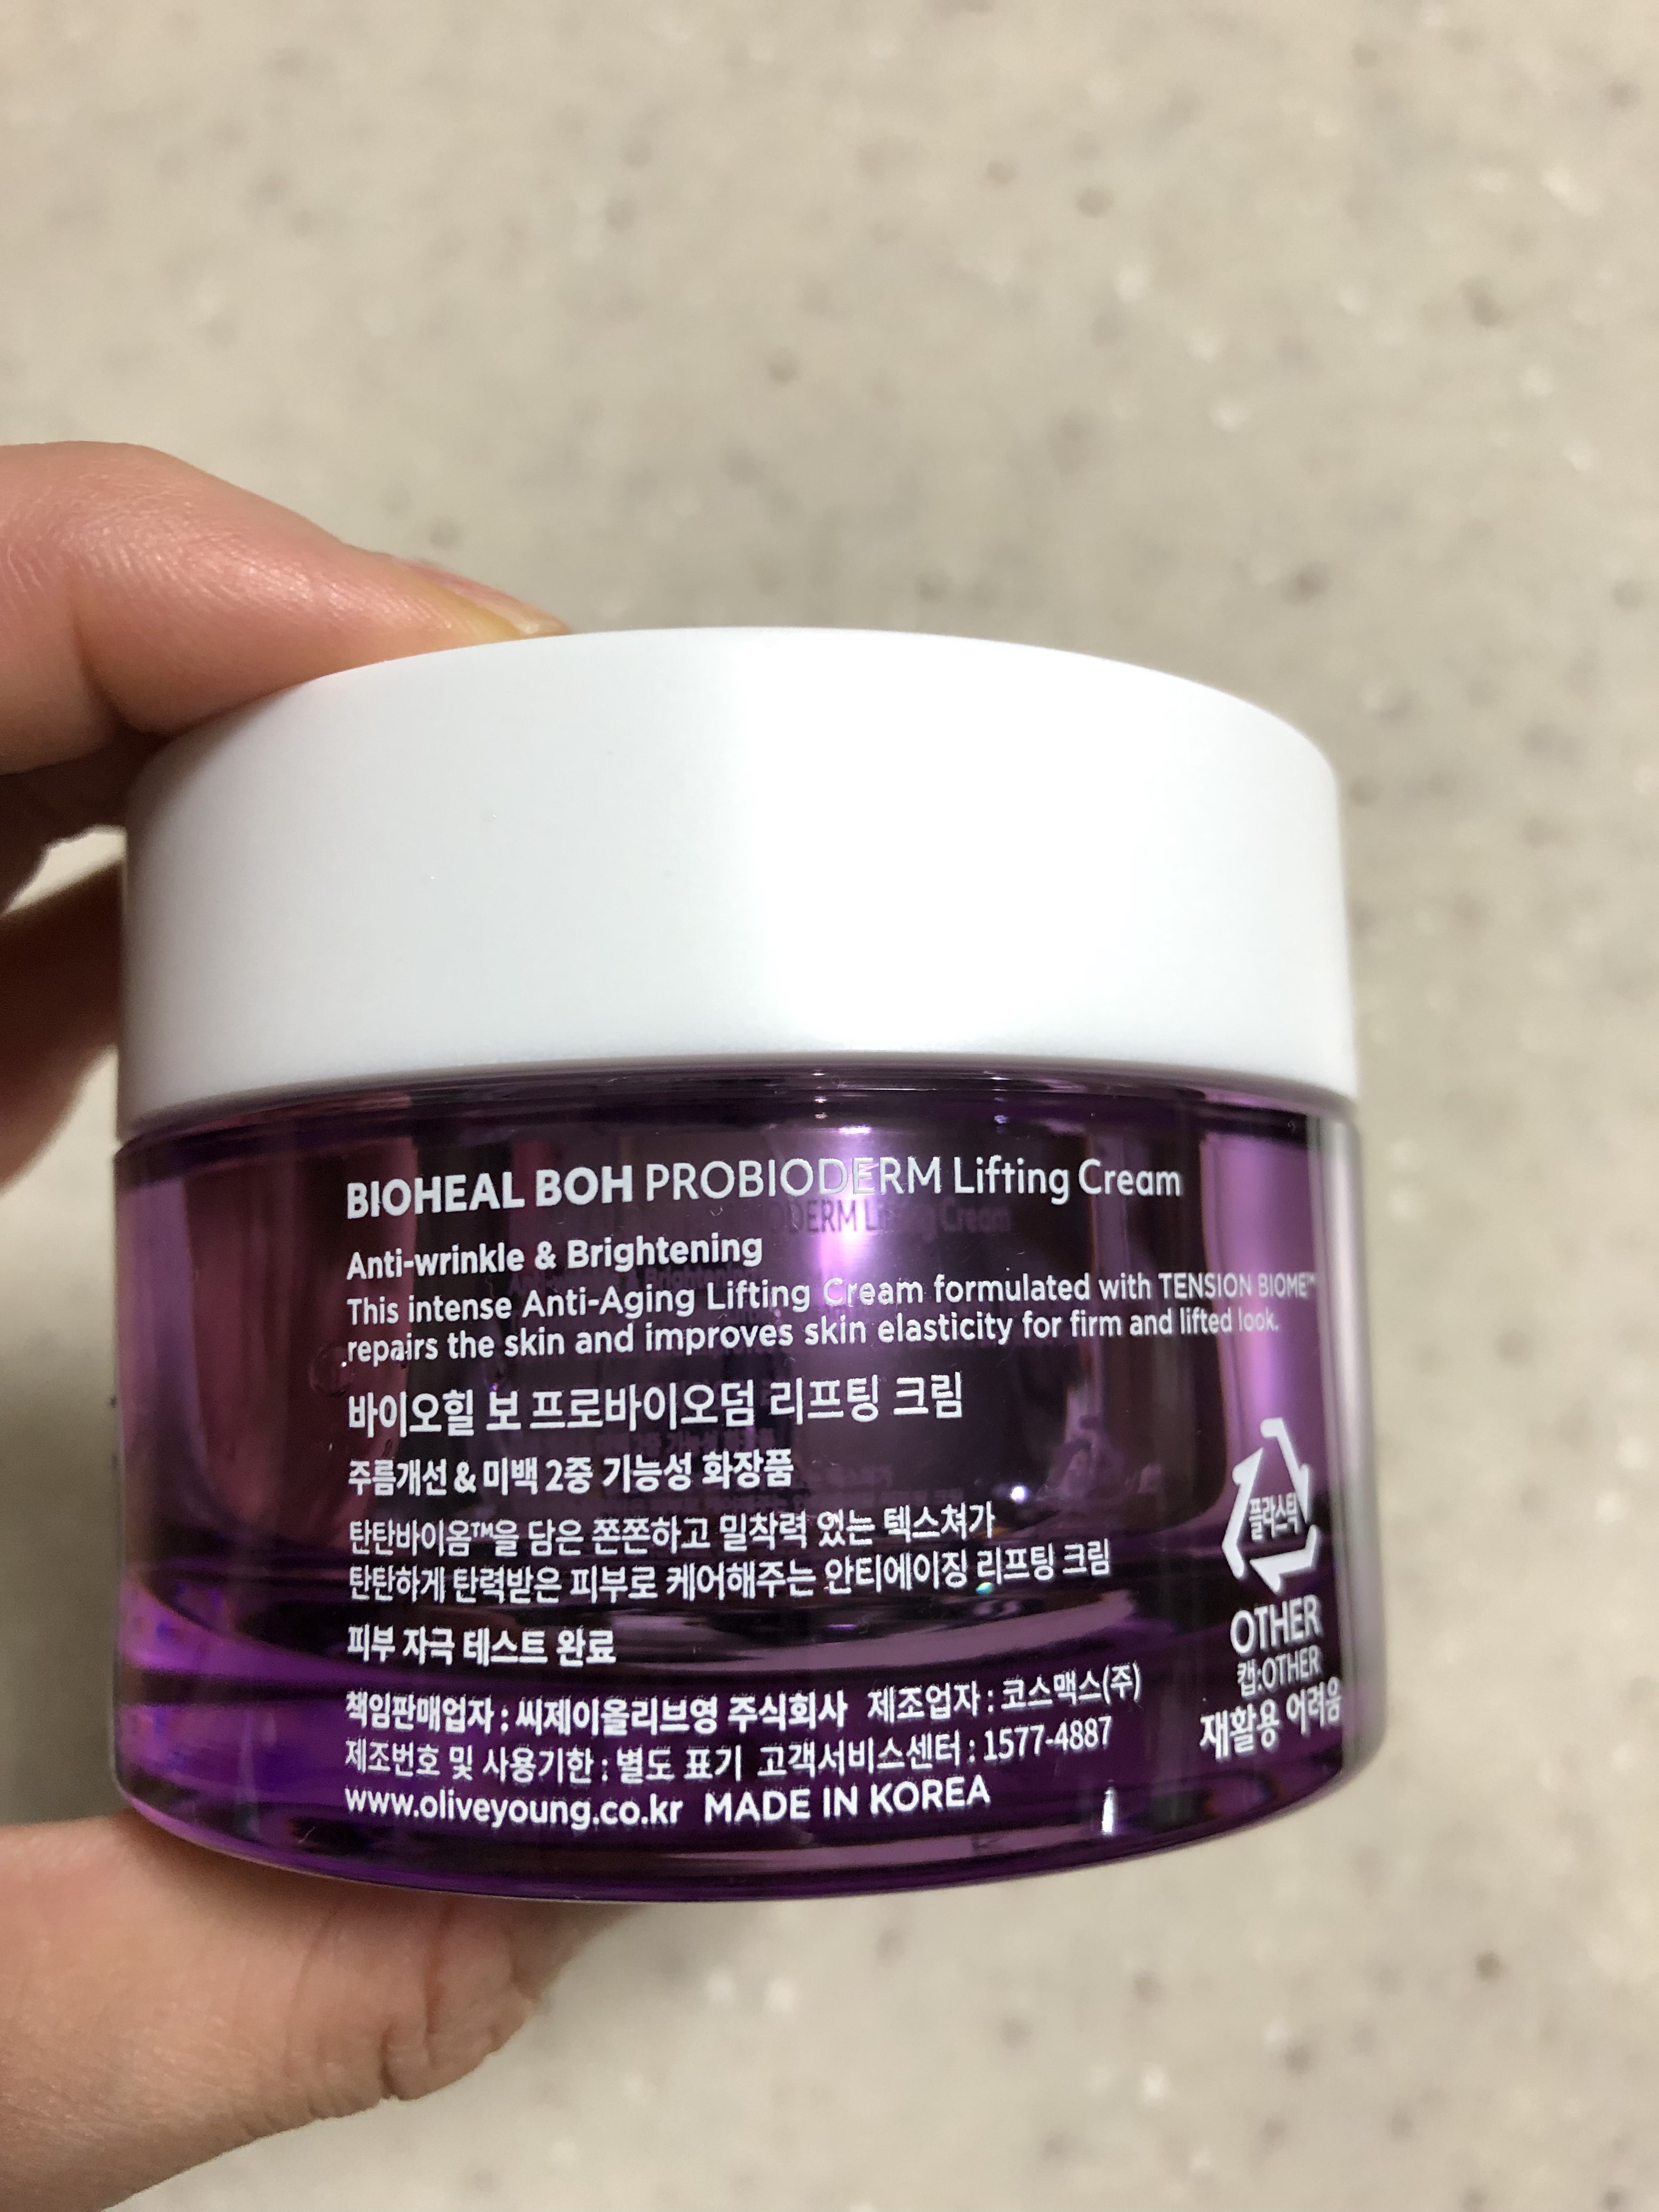 BIOHEAL BOH PROBIODERM Lifting Cream
Anti-wrinkle & Brightening
This intense Anti-Aging Lifting Cream formulated with TENSION BIOME™
repairs the skin and improves skin elasticity for firm and lifted look.
바이오힐 보 프로바이오덤 리프팅 크림
주름개선 & 미백 2중 기능성 화장품
탄탄바이옴™을 담은 쫀쫀하고 밀착력 있는 텍스쳐가
탄탄하게 탄력받은 피부로 케어해주는 안티에이징 리프팅 크림
피부 자극 테스트 완료
책임판매업자 : 씨제이올리브영 주식회사 제조업자 : 코스맥스(주)
제조번호 및 사용기한 : 별도 표기 고객서비스센터 : 1577-4887
www.oliveyoung.co.kr MADE IN KOREA
플라스틱
OTHER
캡:OTHER
재활용 어려움